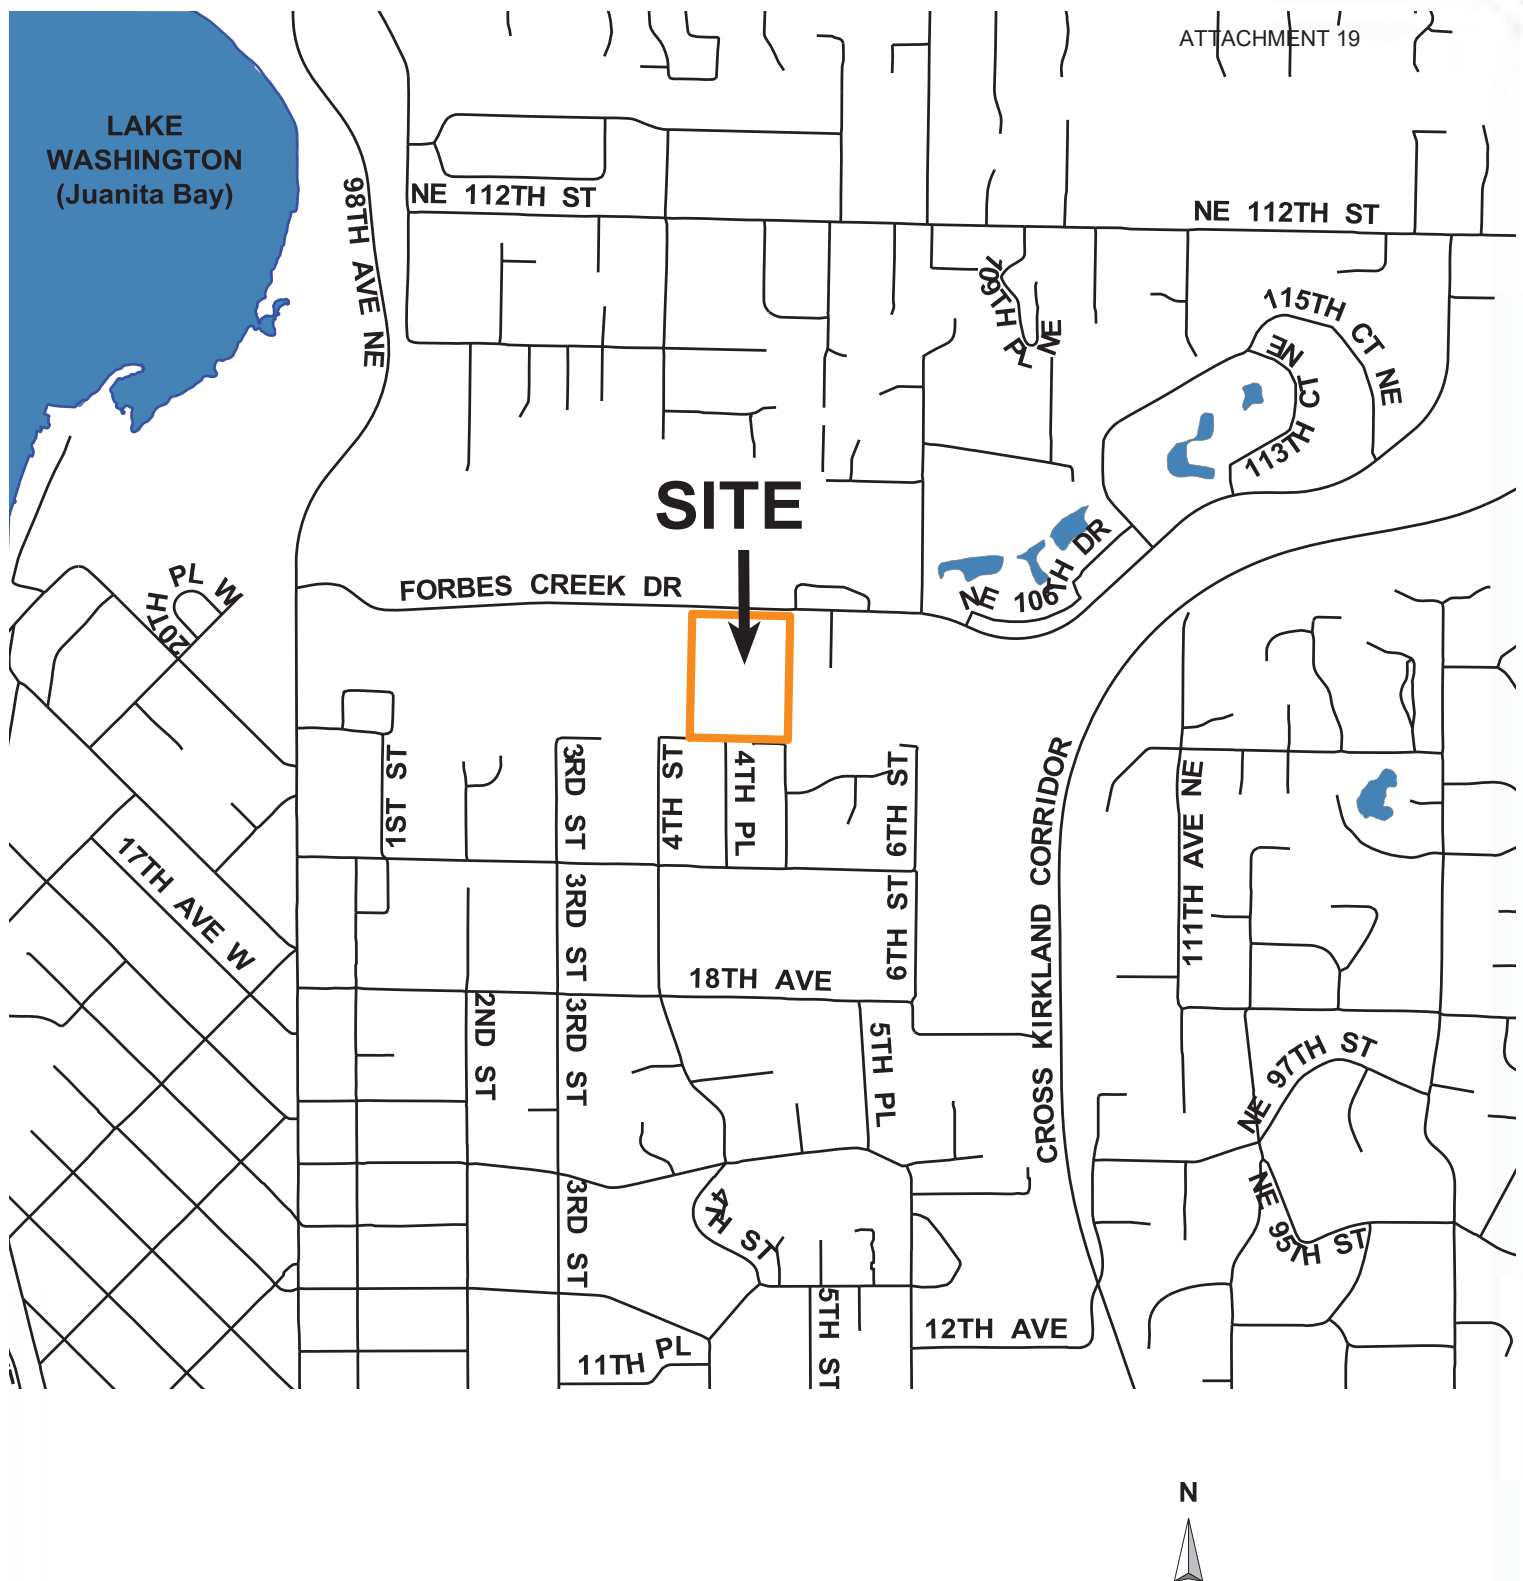 ATTACHMENT 19
LAKE
WASHINGTON
(Juanita Bay)
98TH AVE NE
NE 112TH ST
NE 112TH ST
109TH PL NE
115TH CT NE
113TH CT NE
SITE
NE 106TH DR
FORBES CREEK DR
20TH PL W
1ST ST
3RD ST
4TH ST
4TH PL
6TH ST
CROSS KIRKLAND CORRIDOR
111TH AVE NE
17TH AVE W
3RD ST
6TH ST
18TH AVE
2ND ST
3RD ST
5TH PL
NE 97TH ST
3RD ST
4TH ST
NE 95TH ST
5TH ST
12TH AVE
11TH PL
N